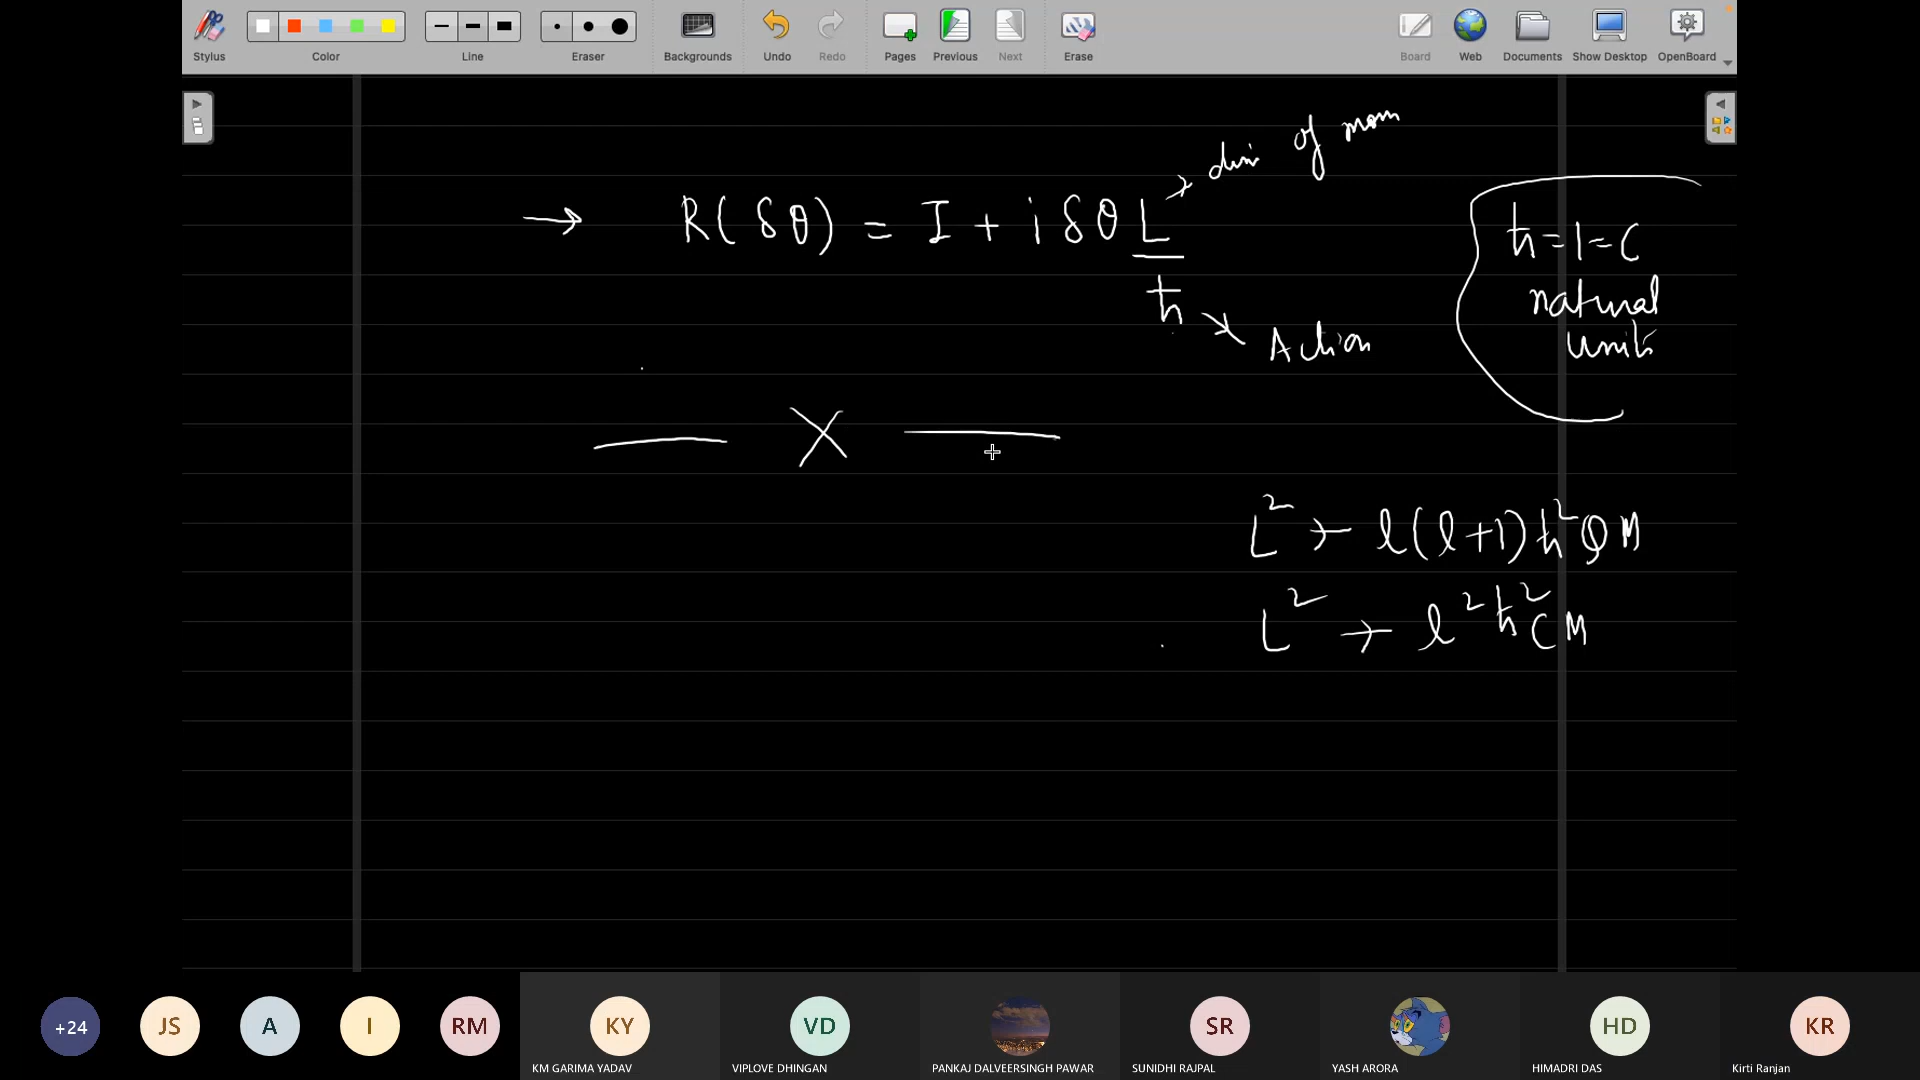 Stylus Color Line Eraser Backgrounds Undo Redo Pages Previous Next Erase Board Web Documents Show Desktop OpenBoard
→ dim of mom
→ R(δθ) = I + iδθ L
ħ → Action
ħ=1=C
natural
units
— X —
L² → l(l+1)ħ² QM
L² → l²ħ² CM
+24 JS A I RM KY VD SR HD KR
KM GARIMA YADAV VIPLOVE DHINGAN PANKAJ DALVEERSINGH PAWAR SUNIDHI RAJPAL YASH ARORA HIMADRI DAS Kirti Ranjan